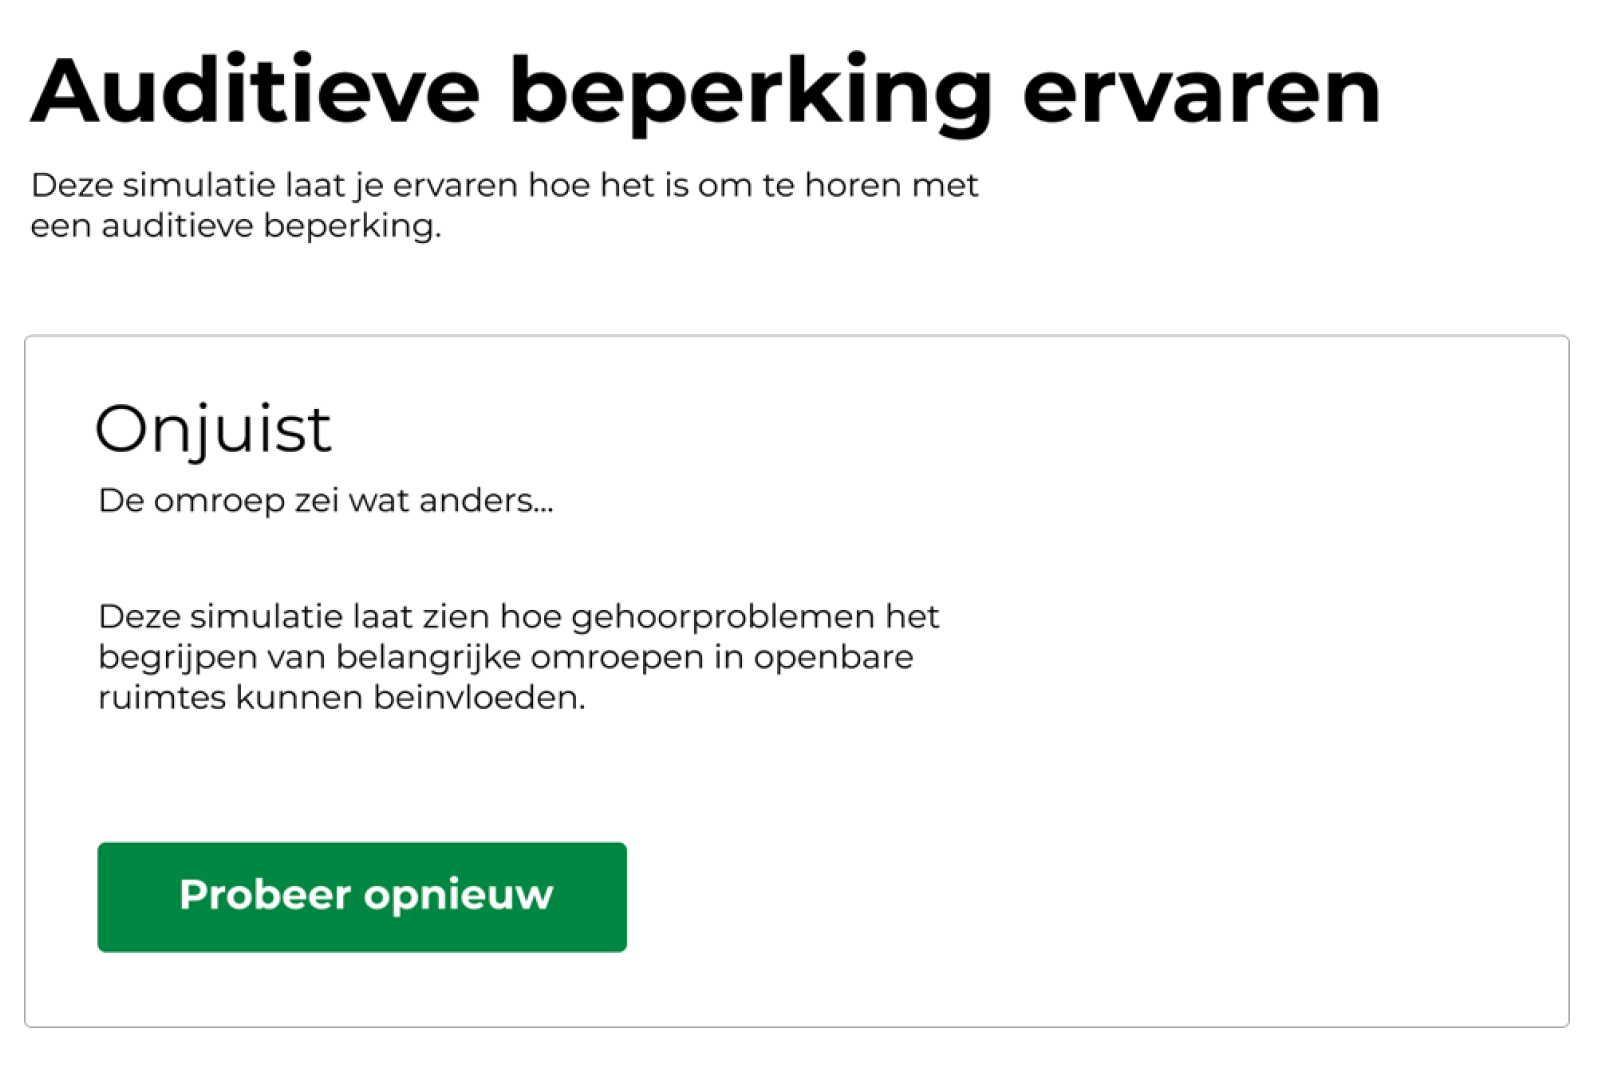 Auditieve beperking ervaren
Deze simulatie laat je ervaren hoe het is om te horen met
een auditieve beperking.
Onjuist
De omroep zei wat anders...
Deze simulatie laat zien hoe gehoorproblemen het
begrijpen van belangrijke omroepen in openbare
ruimtes kunnen beinvloeden.
Probeer opnieuw